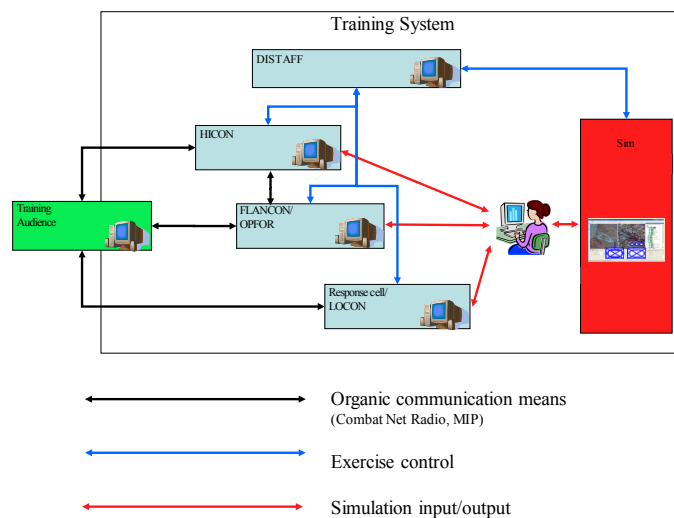 Training System
DISTAFF
HICON
Sim
Training
Audience
FLANCON/
OPFOR
Response cell/
LOCON
Organic communication means
(Combat Net Radio, MIP)
Exercise control
Simulation input/output